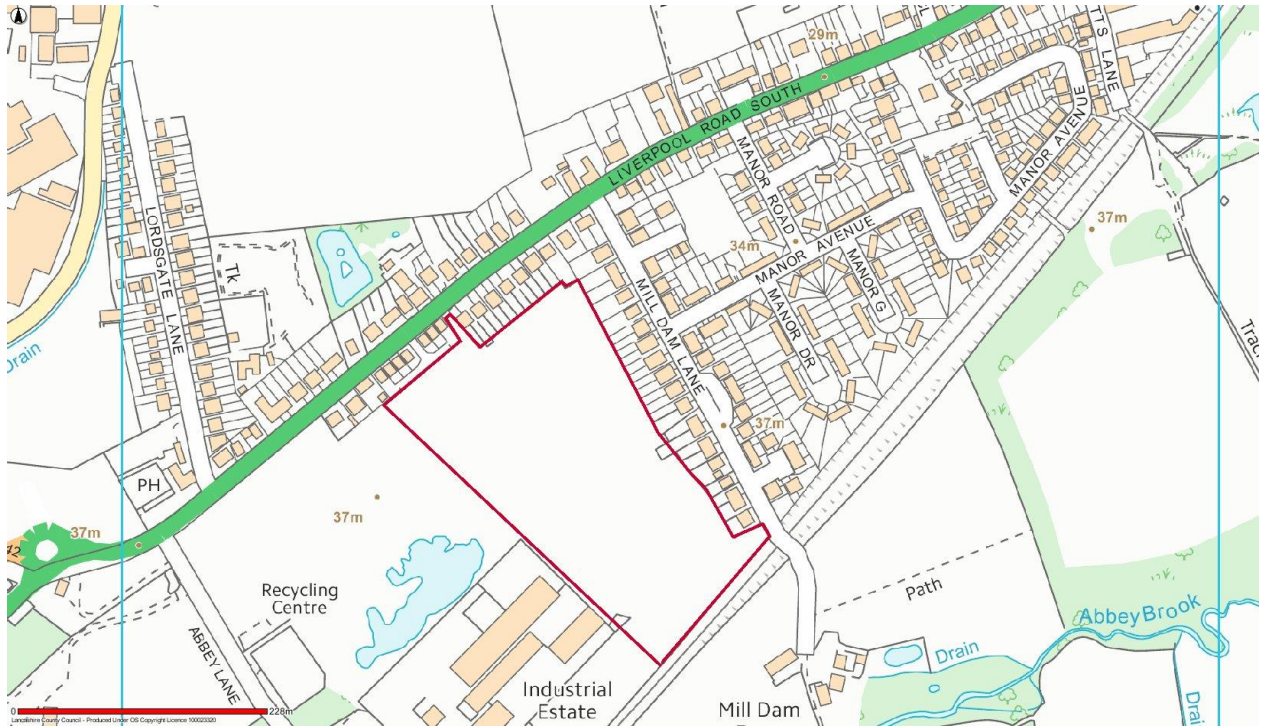 29m
TTS LANE
LIVERPOOL ROAD SOUTH
MANOR AVENUE
LORDSGATE LANE
MANOR ROAD
37m
34m
MANOR AVENUE
Tk
MANOR G
MILL DAM LANE
MANOR DR
Drain
Trac
37m
PH
37m
37m
Recycling
Centre
Path
Abbey Brook
ABBEY LANE
Drain
Industrial
Estate
Mill Dam
Drai
0
228m
Lancashire County Council - Produced Under OS Copyright Licence 100023320